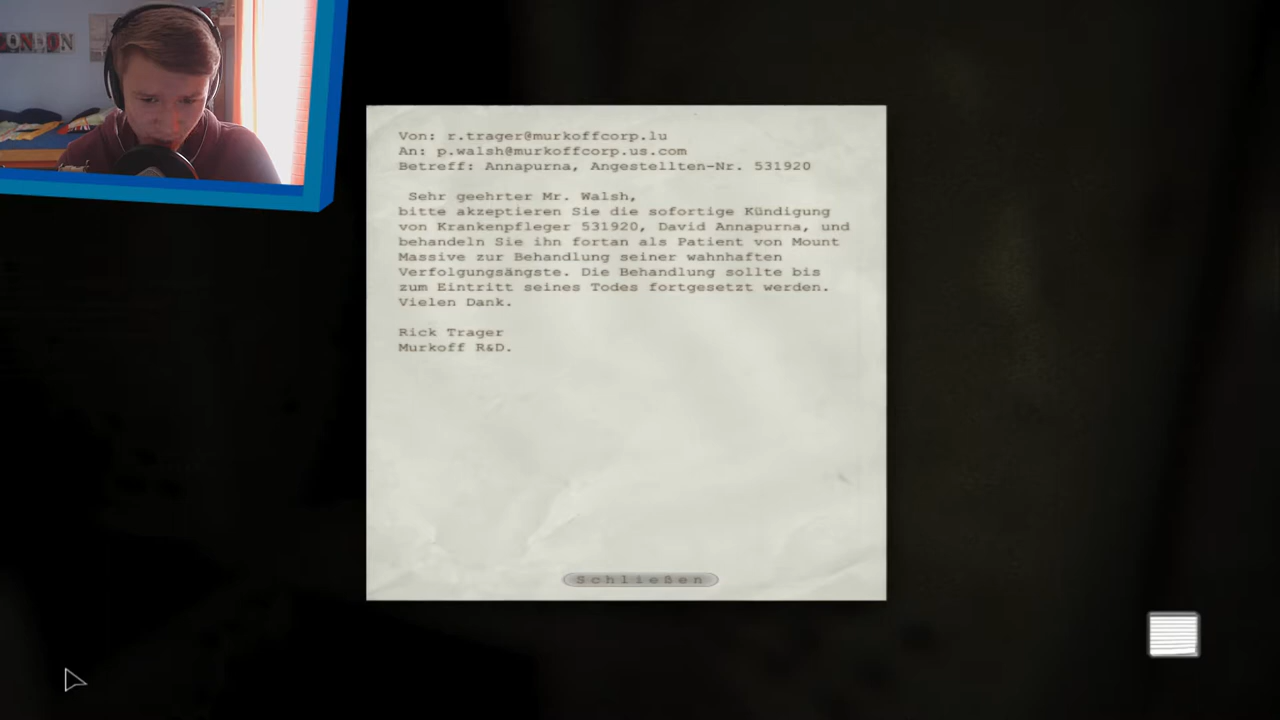 ONDON
Von: r.trager@murkoffcorp.lu
An: p.walsh@murkoffcorp.us.com
Betreff: Annapurna, Angestellten-Nr. 531920
Sehr geehrter Mr. Walsh,
bitte akzeptieren Sie die sofortige Kündigung
von Krankenpfleger 531920, David Annapurna, und
behandeln Sie ihn fortan als Patient von Mount
Massive zur Behandlung seiner wahnhaften
Verfolgungsängste. Die Behandlung sollte bis
zum Eintritt seines Todes fortgesetzt werden.
Vielen Dank.
Rick Trager
Murkoff R&D.
Schließen